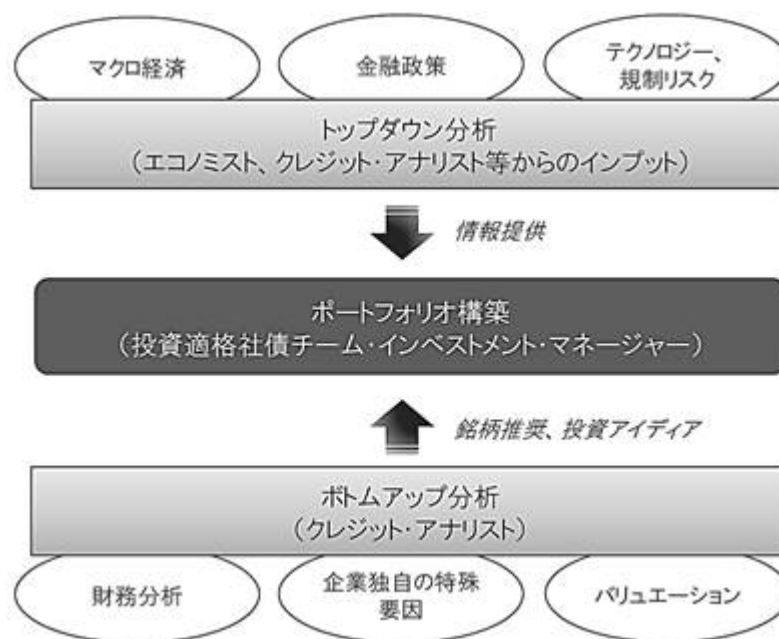 マクロ経済
金融政策
テクノロジー、
規制リスク
トップダウン分析
（エコノミスト、クレジット・アナリスト等からのインプット）
情報提供
ポートフォリオ構築
（投資適格社債チーム・インベストメント・マネージャー）
銘柄推奨、投資アイディア
ボトムアップ分析
（クレジット・アナリスト）
財務分析
企業独自の特殊
要因
バリュエーション